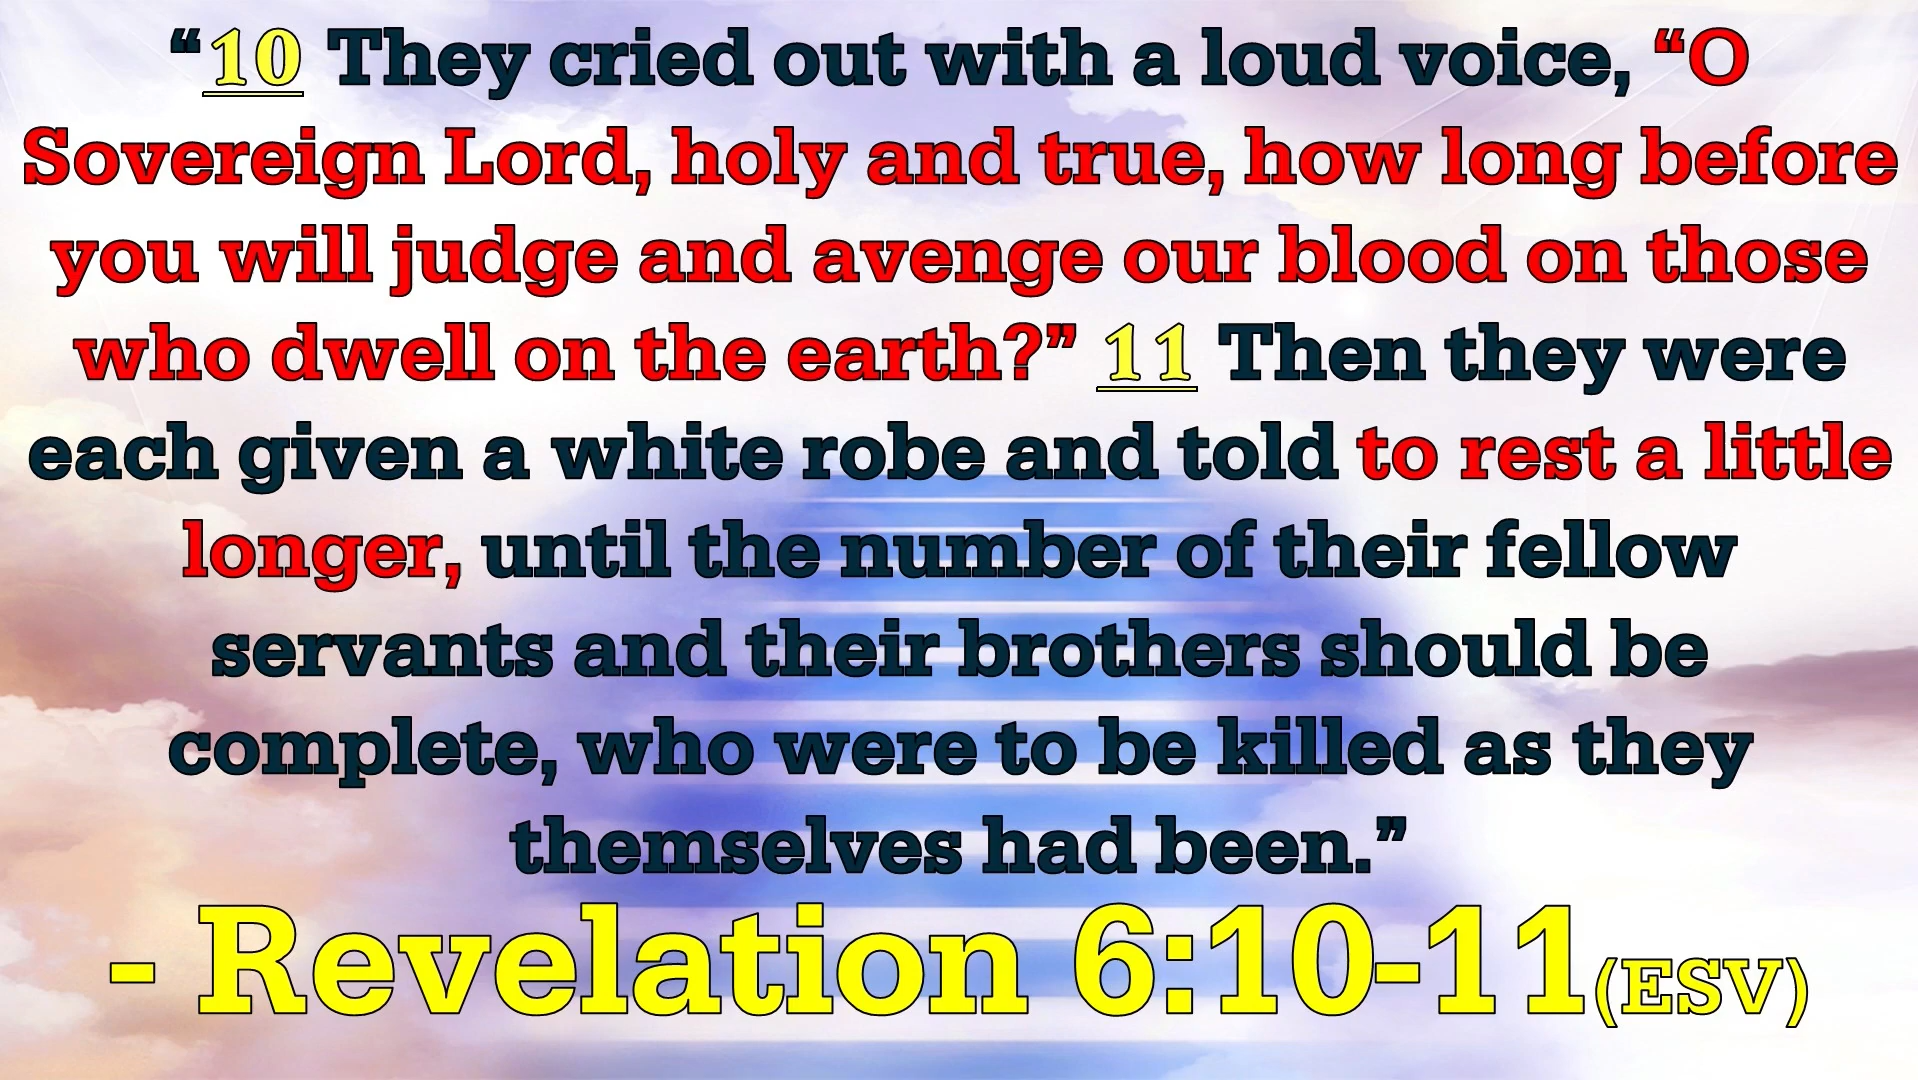 “10 They cried out with a loud voice, “O
Sovereign Lord, holy and true, how long before
you will judge and avenge our blood on those
who dwell on the earth?” 11 Then they were
each given a white robe and told to rest a little
longer, until the number of their fellow
servants and their brothers should be
complete, who were to be killed as they
themselves had been.”
- Revelation 6:10-11(ESV)